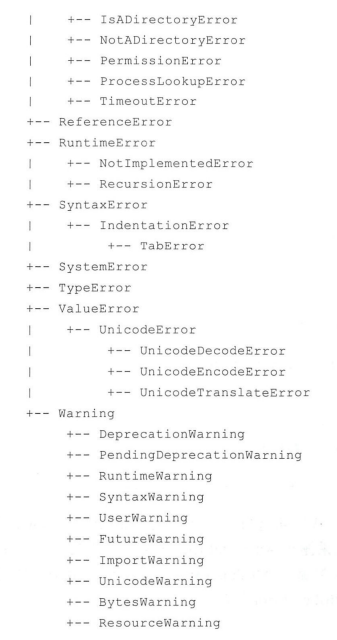 |    +-- IsADirectoryError
|    +-- NotADirectoryError
|    +-- PermissionError
|    +-- ProcessLookupError
|    +-- TimeoutError
+-- ReferenceError
+-- RuntimeError
|    +-- NotImplementedError
|    +-- RecursionError
+-- SyntaxError
|    +-- IndentationError
|         +-- TabError
+-- SystemError
+-- TypeError
+-- ValueError
|    +-- UnicodeError
|         +-- UnicodeDecodeError
|         +-- UnicodeEncodeError
|         +-- UnicodeTranslateError
+-- Warning
     +-- DeprecationWarning
     +-- PendingDeprecationWarning
     +-- RuntimeWarning
     +-- SyntaxWarning
     +-- UserWarning
     +-- FutureWarning
     +-- ImportWarning
     +-- UnicodeWarning
     +-- BytesWarning
     +-- ResourceWarning